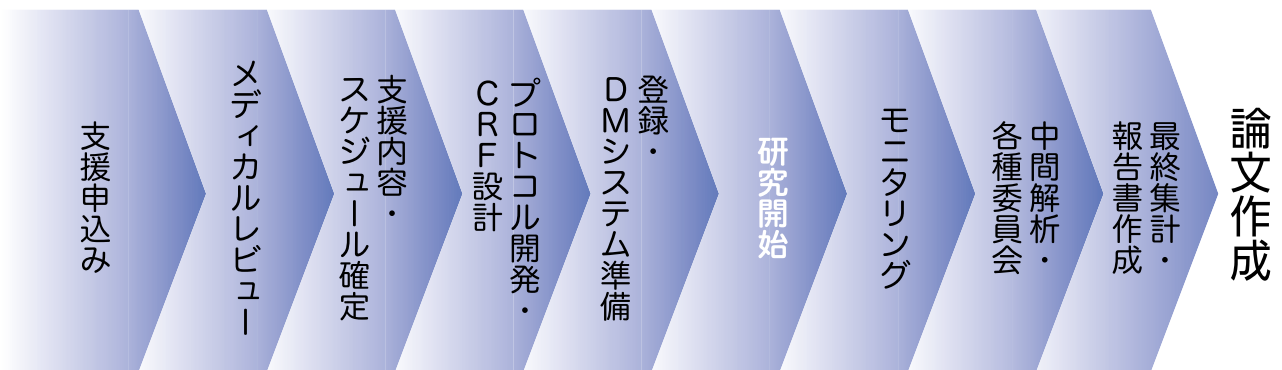 支援申込み
メディカルレビュー
支援内容・
スケジュール確定
プロトコル開発・
CRF設計
登録・
DMシステム準備
研究開始
モニタリング
中間解析・
各種委員会
最終集計・
報告書作成
論文作成